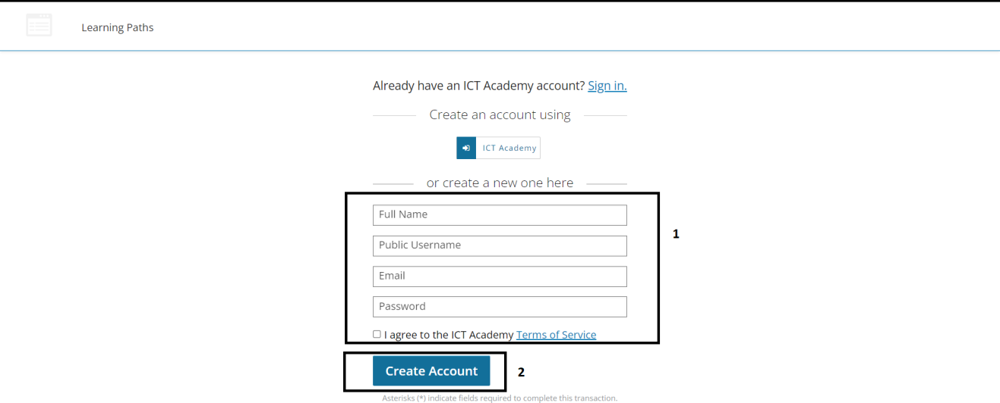 Learning Paths
Already have an ICT Academy account? Sign in.
Create an account using
ICT Academy
or create a new one here
Full Name
1
Public Username
Email
Password
I agree to the ICT Academy Terms of Service
Create Account
2
Asterisks (*) indicate fields required to complete this transaction.